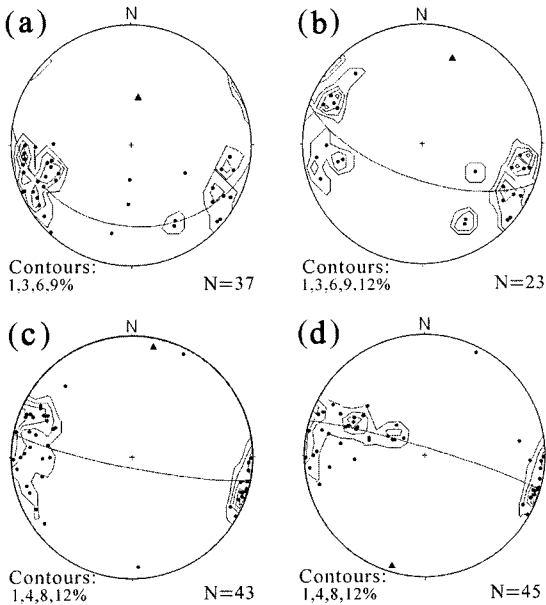 (a)
N
Contours:
1,3,6,9%
N=37
(b)
N
Contours:
1,3,6,9,12%
N=23
(c)
N
Contours:
1,4,8,12%
N=43
(d)
N
Contours:
1,4,8,12%
N=45